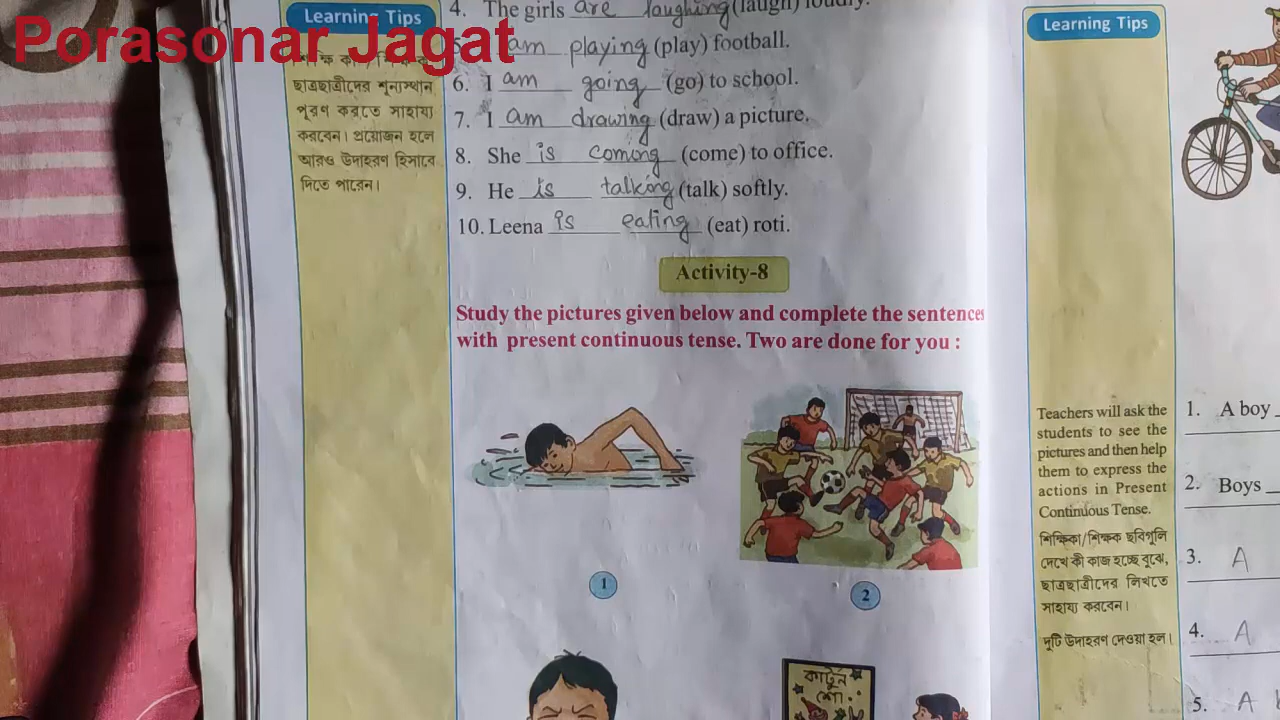 Porasonar Jagat
Learning Tips
ছাত্রছাত্রীদের শূন্যস্থান
পূরণ করতে সাহায্য
করবেন। প্রয়োজন হলে
আরও উদাহরণ হিসাবে
দিতে পারেন।
4. The girls are laughing (laugh) loudly.
am playing (play) football.
6. I am going (go) to school.
7. I am drawing (draw) a picture.
8. She is coming (come) to office.
9. He is talking (talk) softly.
10. Leena is eating (eat) roti.
Activity-8
Study the pictures given below and complete the sentences
with present continuous tense. Two are done for you :
1
2
কার্টুন
শো
Learning Tips
Teachers will ask the
students to see the
pictures and then help
them to express the
actions in Present
Continuous Tense.
শিক্ষিকা/শিক্ষক ছবিগুলি
দেখে কী কাজ হচ্ছে বুঝে,
ছাত্রছাত্রীদের লিখতে
সাহায্য করবেন।
দুটি উদাহরণ দেওয়া হল।
1. A boy
2. Boys
3. A
4. A
5. A